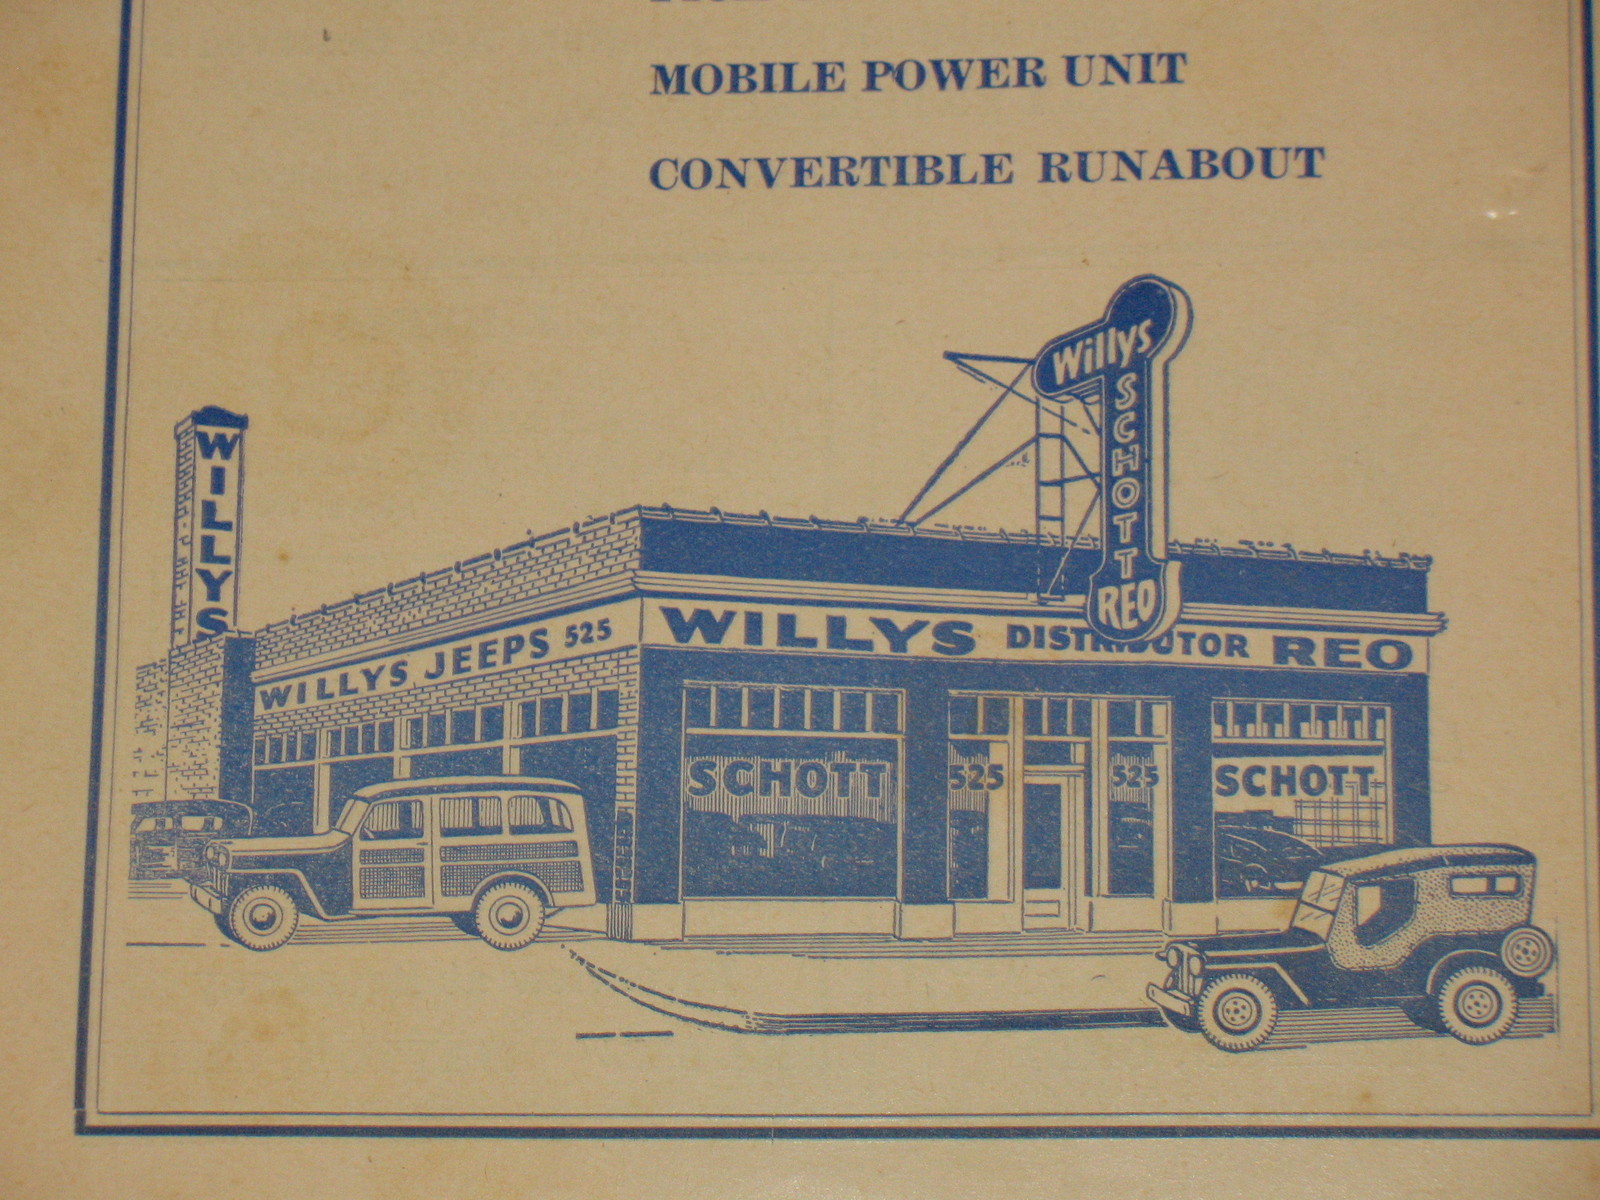 MOBILE POWER UNIT
CONVERTIBLE RUNABOUT
Willys
SCHOTT
REO
WILLYS
WILLYS JEEPS 525
WILLYS DISTRIBUTOR REO
SCHOTT
525
525
SCHOTT